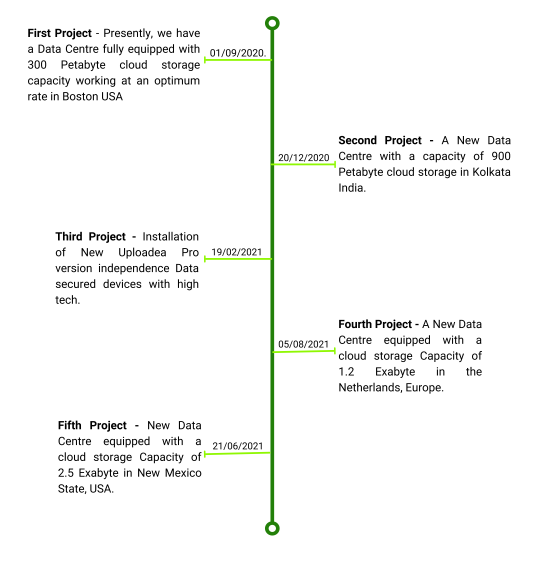 First Project - Presently, we have
a Data Centre fully equipped with
300 Petabyte cloud storage
capacity working at an optimum
rate in Boston USA
01/09/2020.
Second Project - A New Data
Centre with a capacity of 900
Petabyte cloud storage in Kolkata
India.
20/12/2020
Third Project - Installation
of New Uploadea Pro
version independence Data
secured devices with high
tech.
19/02/2021
Fourth Project - A New Data
Centre equipped with a
cloud storage Capacity of
1.2 Exabyte in the
Netherlands, Europe.
05/08/2021
Fifth Project - New Data
Centre equipped with a
cloud storage Capacity of
2.5 Exabyte in New Mexico
State, USA.
21/06/2021